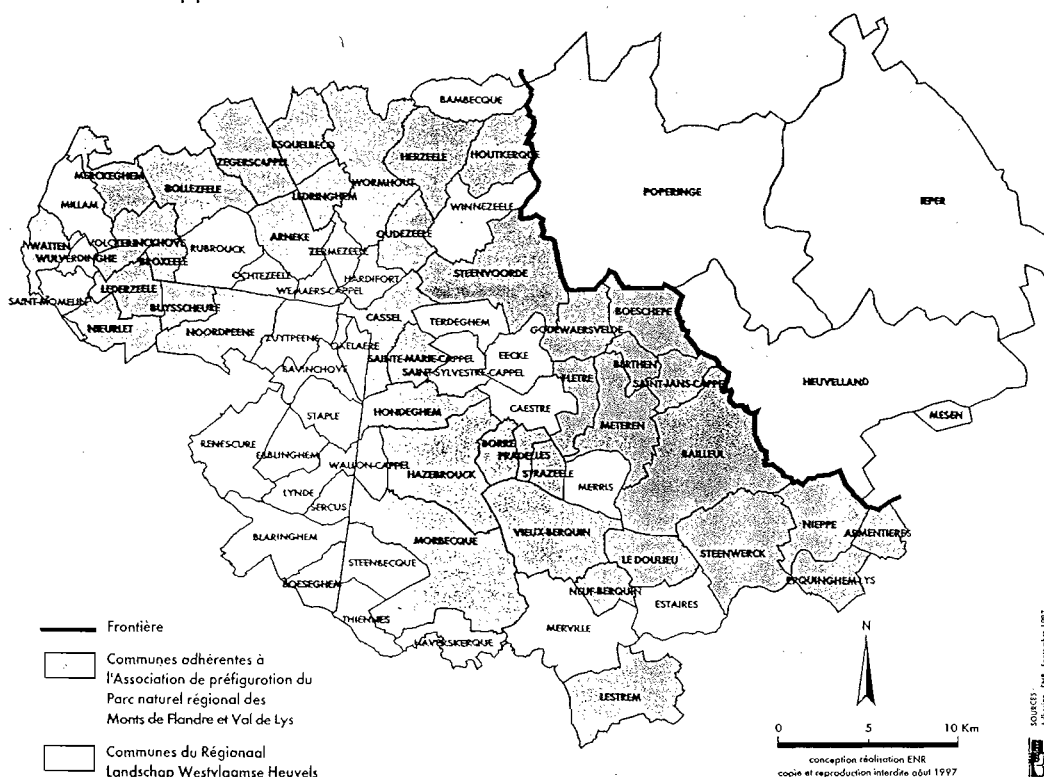 BAMBECQUE
ESQUELBECQ
ZEGERSCAPPEL
HERZEELE
HOUTKERQUE
MERCKEGHEM
BOLLEZEELE
WORMHOUT
LEDRINGHEM
MILLAM
WINNEZEELE
POPERINGE
IEPER
WATTEN
VOLCKERINCKHOVE
RUBROUCK
ARNEKE
OUDEZEELE
WULVERDINGHE
BROXEELE
ZERMEZEELE
OCHTEZEELE
HARDIFORT
STEENVOORDE
LEDERZEELE
WEMAERS-CAPPEL
SAINT-MOMELIN
BUYSSCHEURE
CASSEL
TERDEGHEM
BOESCHEPE
NIEURLET
NOORDPEENE
ZUYTPEENE
OXELAERE
GODEWAERSVELDE
SAINTE-MARIE-CAPPEL
EECKE
BERTHEN
BAVINCHOVE
SAINT-SYLVESTRE-CAPPEL
FLETRE
SAINT-JANS-CAPPEL
HEUVELLAND
STAPLE
HONDEGHEM
CAESTRE
MESEN
RENESCURE
METEREN
EBBLINGHEM
BORRE
BAILLEUL
WALLON-CAPPEL
HAZEBROUCK
PRADELLES
STRAZEELE
MERRIS
LYNDE
SERCUS
BLARINGHEM
MORBECQUE
VIEUX-BERQUIN
NIEPPE
ARMENTIERES
STEENBECQUE
LE DOULIEU
STEENWERCK
BOESEGHEM
NEUF-BERQUIN
ERQUINGHEM-LYS
ESTAIRES
THIENNES
MERVILLE
HAVERSKERQUE
LESTREM
Frontière
Communes adhérentes à
l'Association de préfiguration du
Parc naturel régional des
Monts de Flandre et Val de Lys
Communes du Régionaal
Landschap Westvlaamse Heuvels
N
0 5 10 Km
conception réalisation ENR
copie et reproduction interdite août 1997
SOURCES :